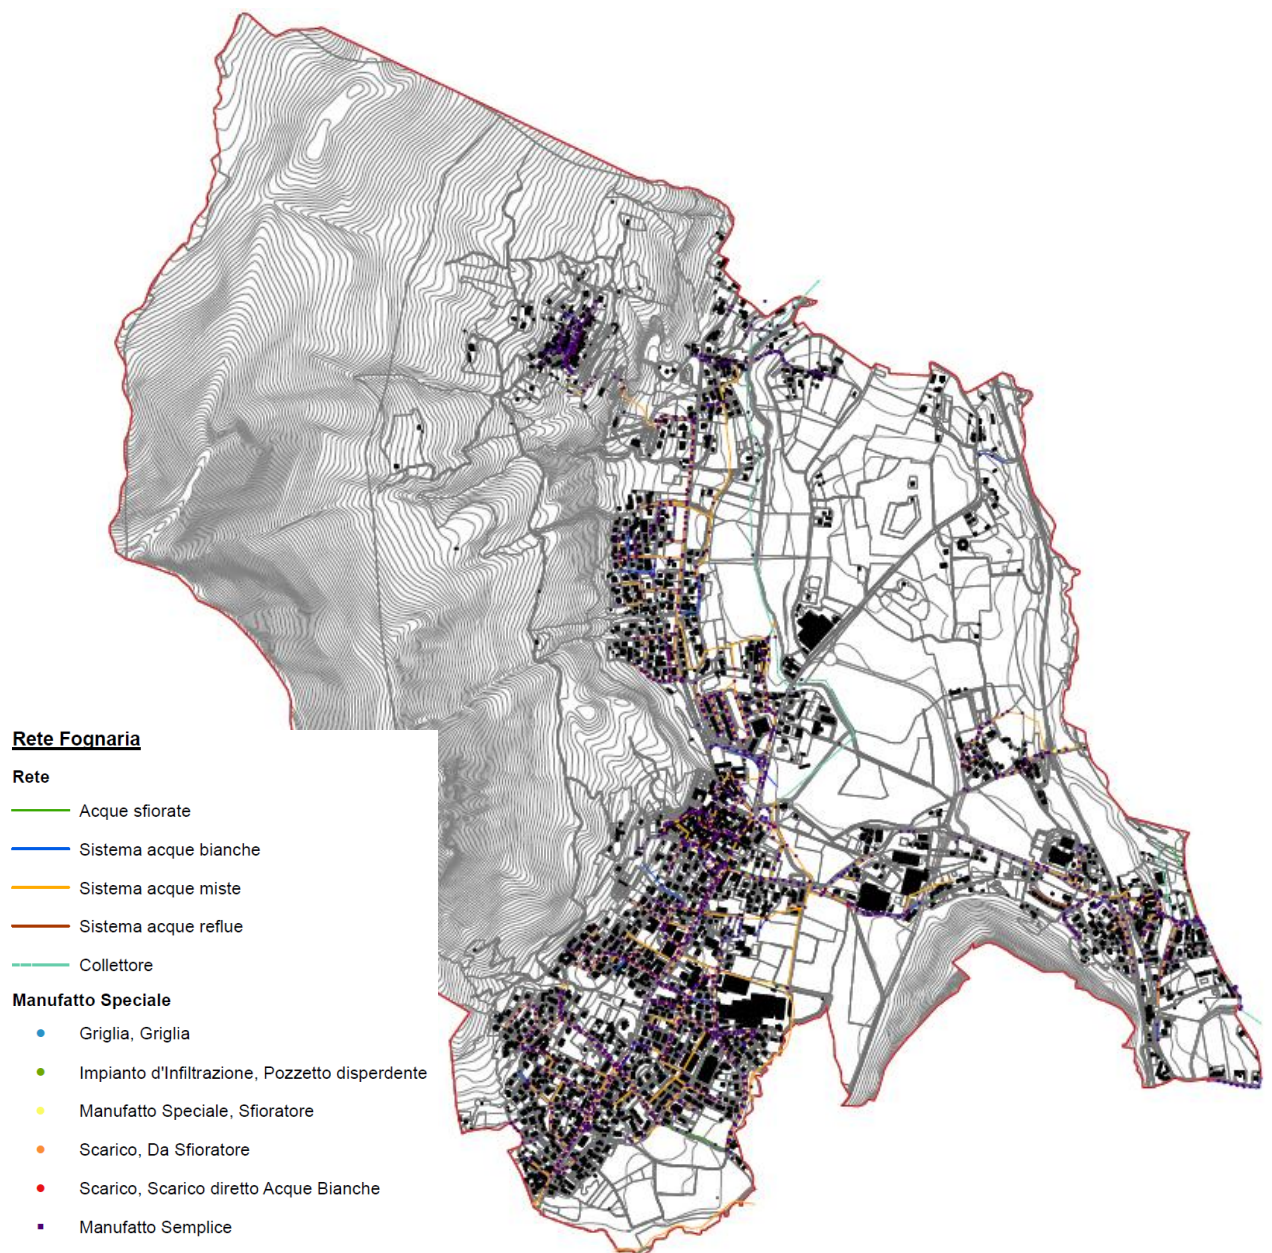 Rete Fognaria
Rete
Acque sfiorate
Sistema acque bianche
Sistema acque miste
Sistema acque reflue
Collettore
Manufatto Speciale
Griglia, Griglia
Impianto d'Infiltrazione, Pozzetto disperdente
Manufatto Speciale, Sfioratore
Scarico, Da Sfioratore
Scarico, Scarico diretto Acque Bianche
Manufatto Semplice